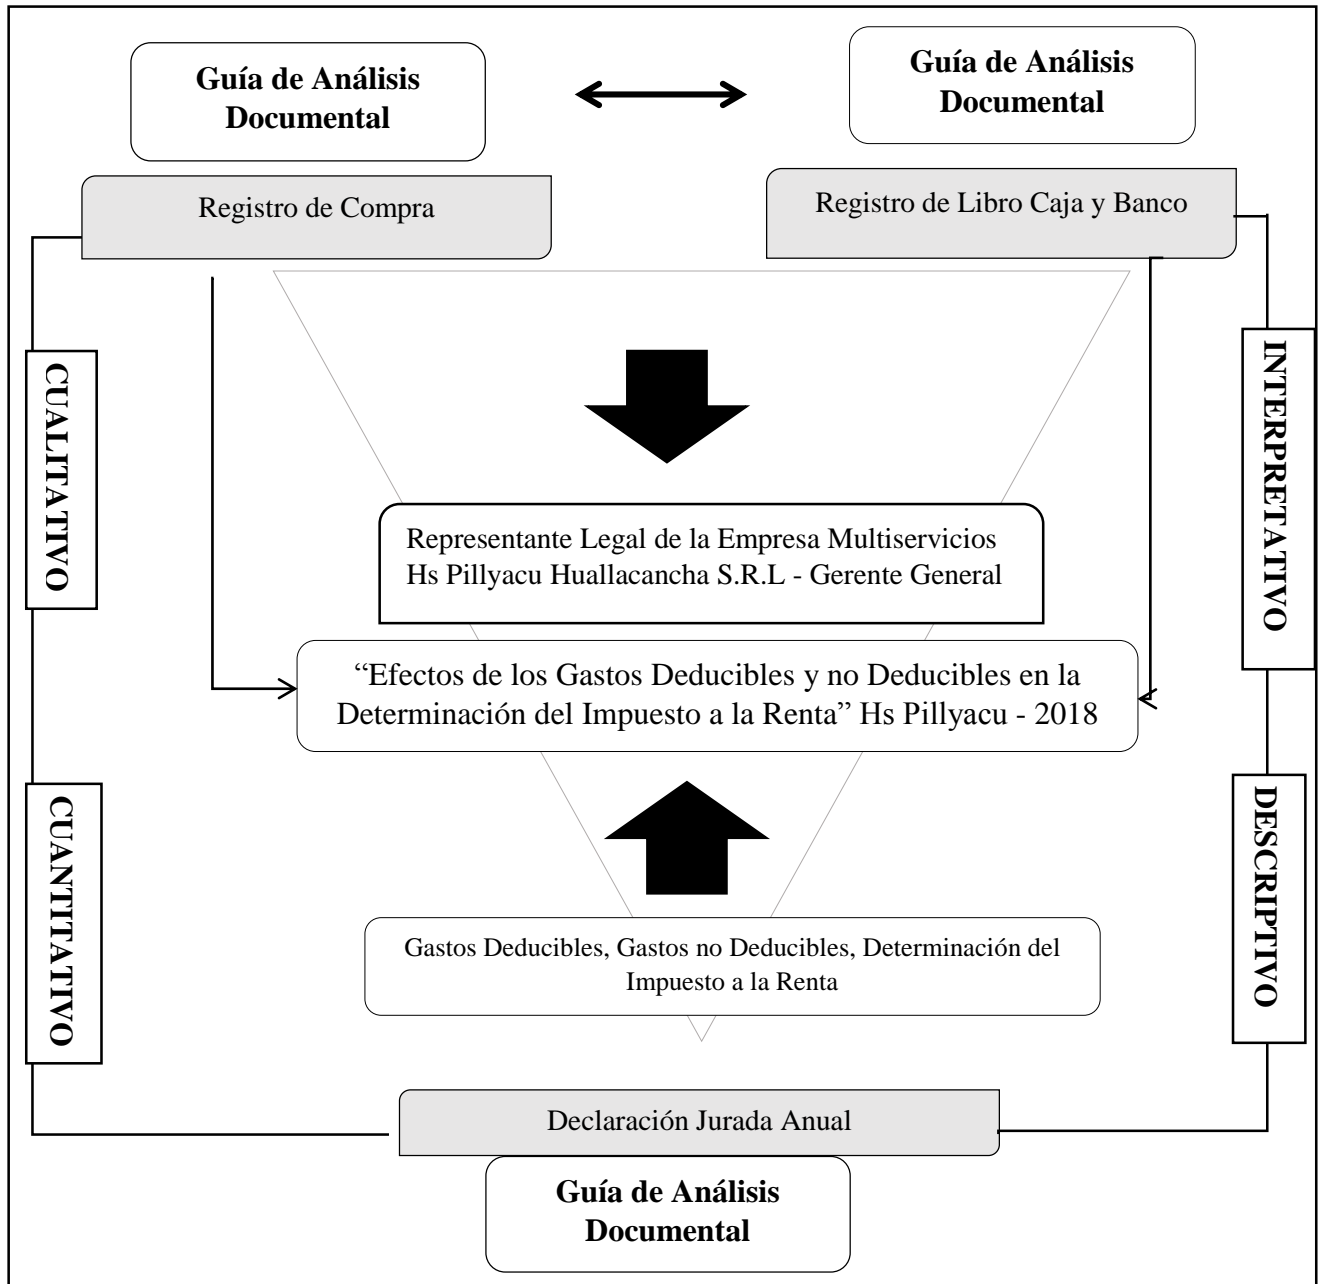 Guía de Análisis
Documental
Guía de Análisis
Documental
Registro de Compra
Registro de Libro Caja y Banco
CUALITATIVO
INTERPRETATIVO
Representante Legal de la Empresa Multiservicios
Hs Pillyacu Huallacancha S.R.L - Gerente General
“Efectos de los Gastos Deducibles y no Deducibles en la
Determinación del Impuesto a la Renta” Hs Pillyacu - 2018
CUANTITATIVO
DESCRIPTIVO
Gastos Deducibles, Gastos no Deducibles, Determinación del
Impuesto a la Renta
Declaración Jurada Anual
Guía de Análisis
Documental